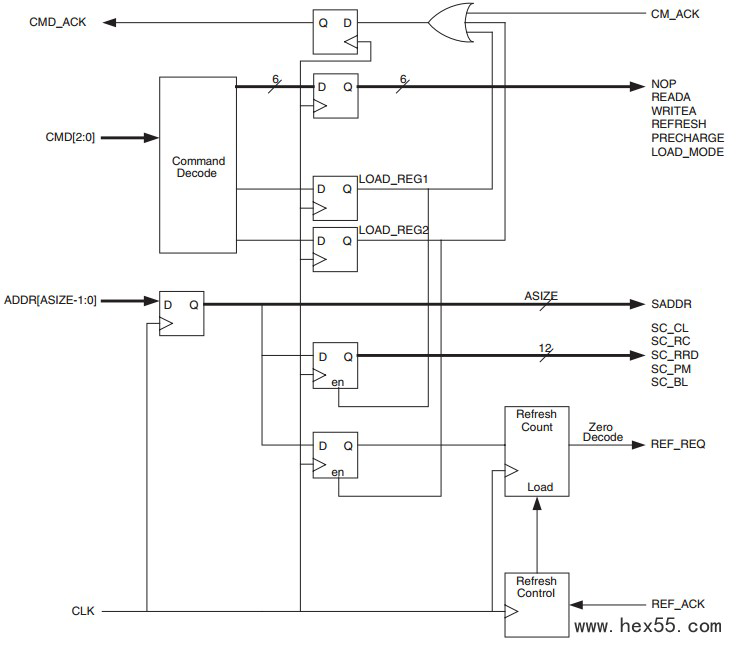 CMD_ACK
Q D
CM_ACK
6
D Q
6
NOP
READA
WRITEA
REFRESH
PRECHARGE
LOAD_MODE
CMD[2:0]
Command
Decode
D Q
LOAD_REG1
D Q
LOAD_REG2
ADDR[ASIZE-1:0]
D Q
ASIZE
SADDR
SC_CL
SC_RC
SC_RRD
SC_PM
SC_BL
D Q
en
12
D Q
en
Refresh
Count
Load
Zero
Decode
REF_REQ
Refresh
Control
CLK
REF_ACK
www.hex55.com